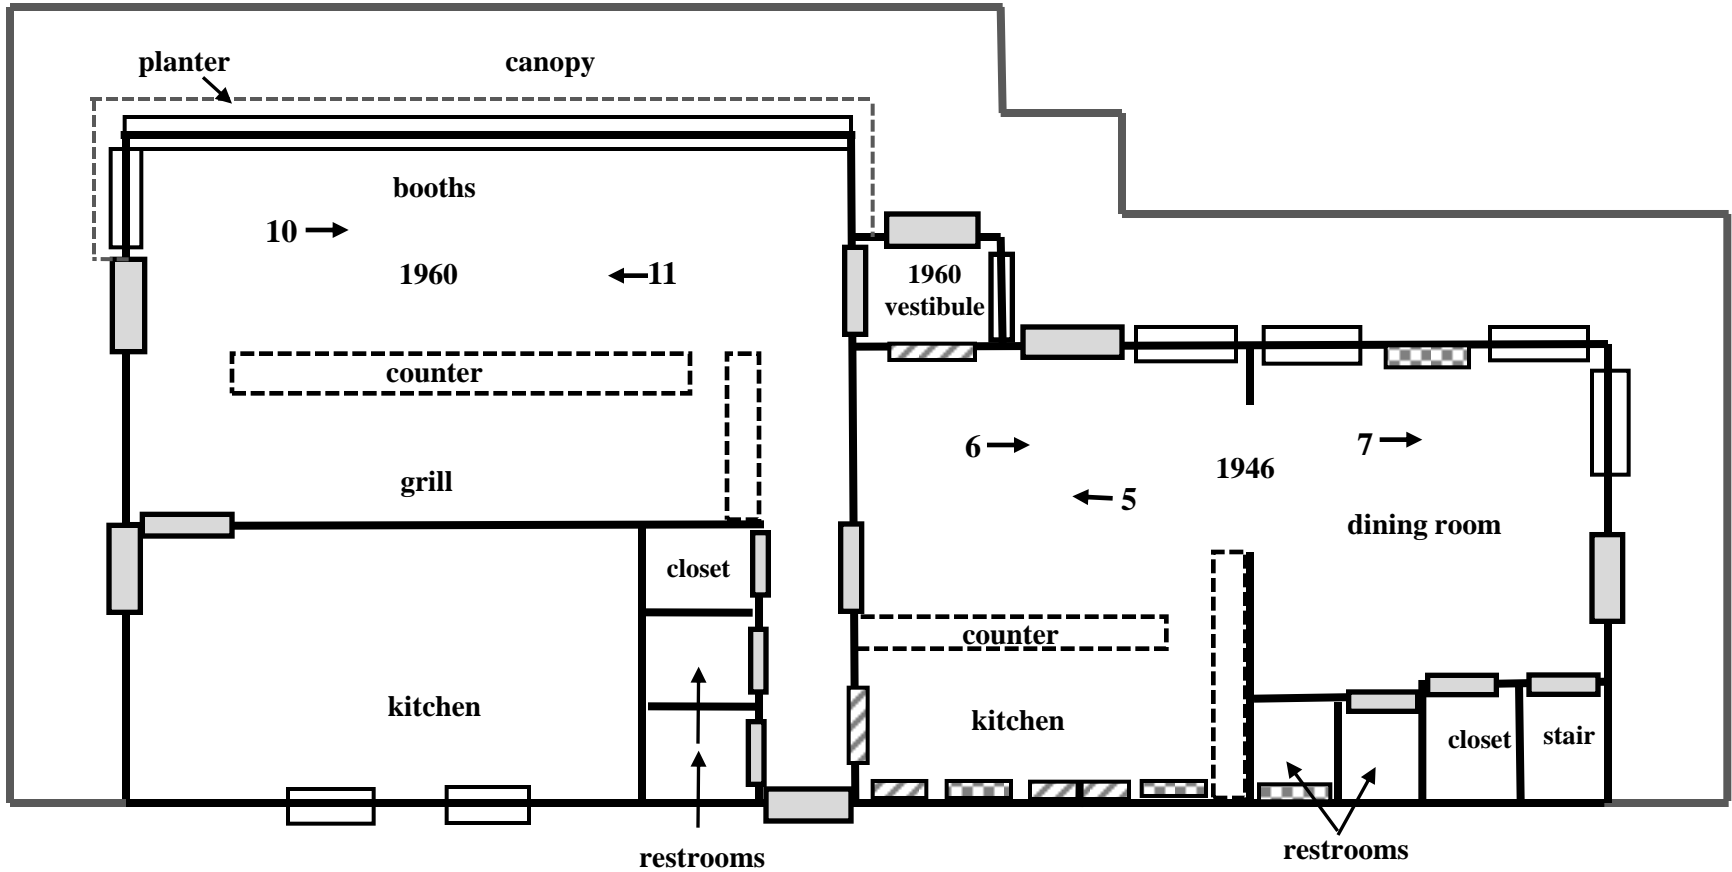 planter
canopy
booths
10
1960
11
1960
vestibule
counter
6
7
1946
grill
5
dining room
closet
counter
kitchen
kitchen
closet
stair
restrooms
restrooms